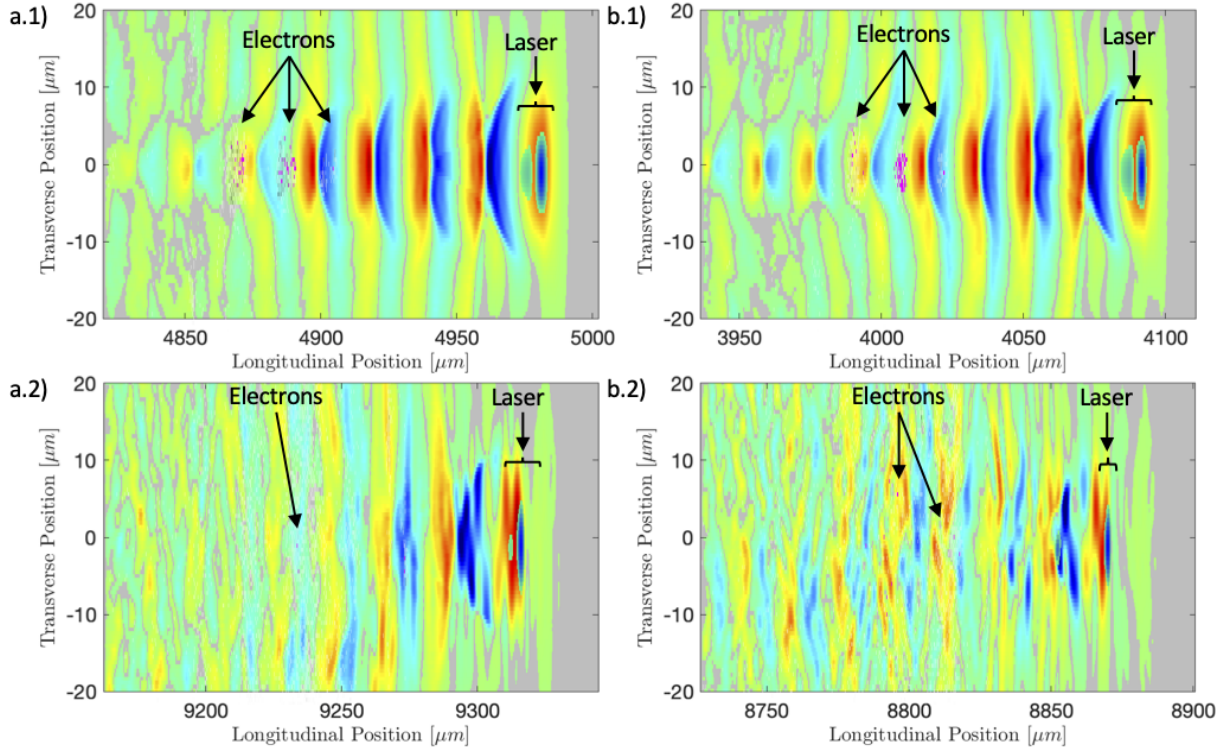 a.1)
20
10
0
-10
-20
Transverse Position [μm]
Electrons
Laser
4850
4900
4950
5000
Longitudinal Position [μm]
b.1)
20
10
0
-10
-20
Transverse Position [μm]
Electrons
Laser
3950
4000
4050
4100
Longitudinal Position [μm]
a.2)
20
10
0
-10
-20
Transverse Position [μm]
Electrons
Laser
9200
9250
9300
Longitudinal Position [μm]
b.2)
20
10
0
-10
-20
Transverse Position [μm]
Electrons
Laser
8750
8800
8850
8900
Longitudinal Position [μm]